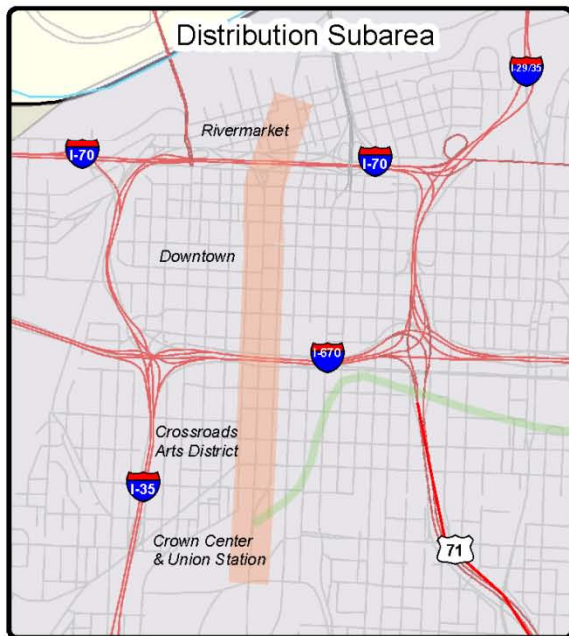 Distribution Subarea
I-29/35
Rivermarket
I-70
I-70
Downtown
I-670
Crossroads
Arts District
I-35
Crown Center
& Union Station
71